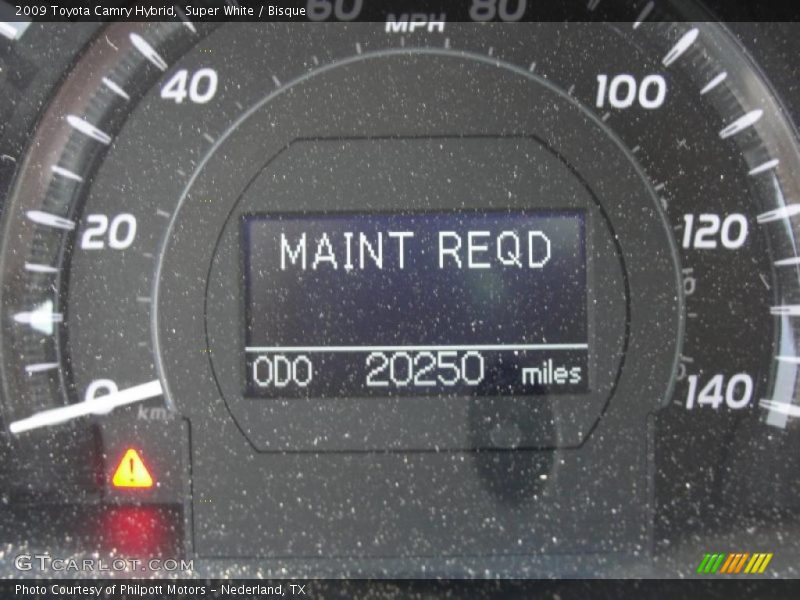 2009 Toyota Camry Hybrid, Super White / Bisque
60 80
MPH
40 100
20 120
MAINT REQD
ODO 20250 miles
0 140
km
GTCARLOT.COM
Photo Courtesy of Philpott Motors - Nederland, TX